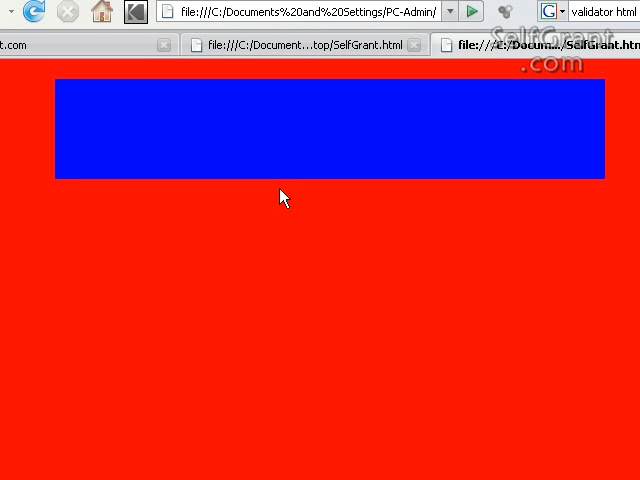 file:///C:/Documents%20and%20Settings/PC-Admin/
G
validator html
t.com
file:///C:/Document...top/SelfGrant.html
file:///C:/Docum.../SelfGrant.htm
SelfGrant
.com